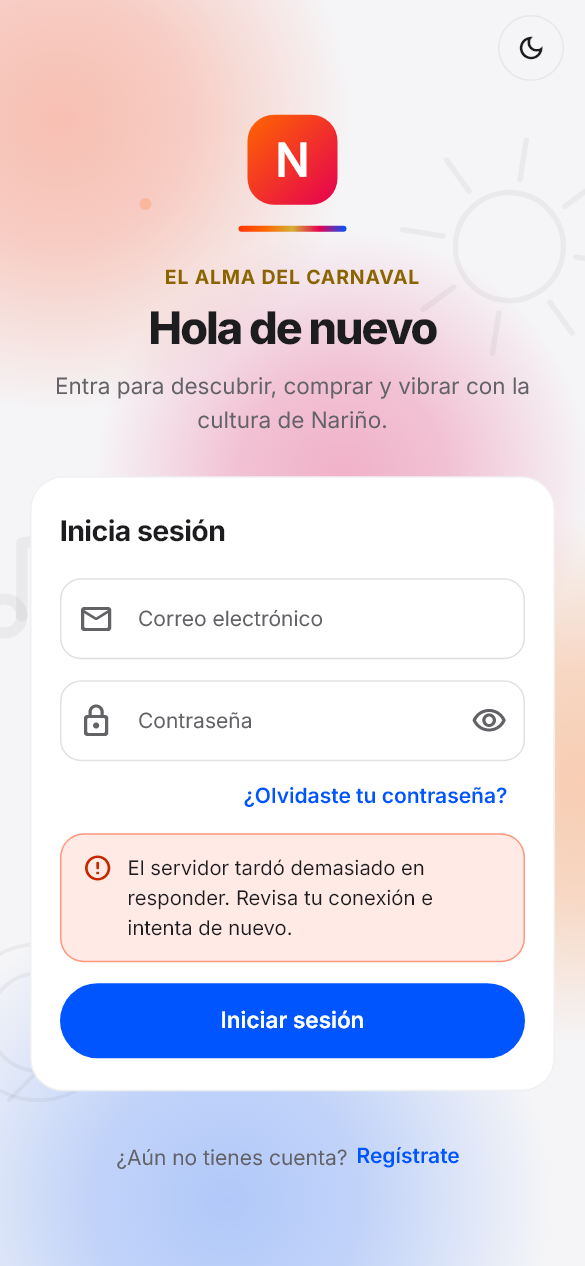 N
EL ALMA DEL CARNAVAL
Hola de nuevo
Entra para descubrir, comprar y vibrar con la
cultura de Nariño.
Inicia sesión
Correo electrónico
Contraseña
¿Olvidaste tu contraseña?
El servidor tardó demasiado en
responder. Revisa tu conexión e
intenta de nuevo.
Iniciar sesión
¿Aún no tienes cuenta? Regístrate